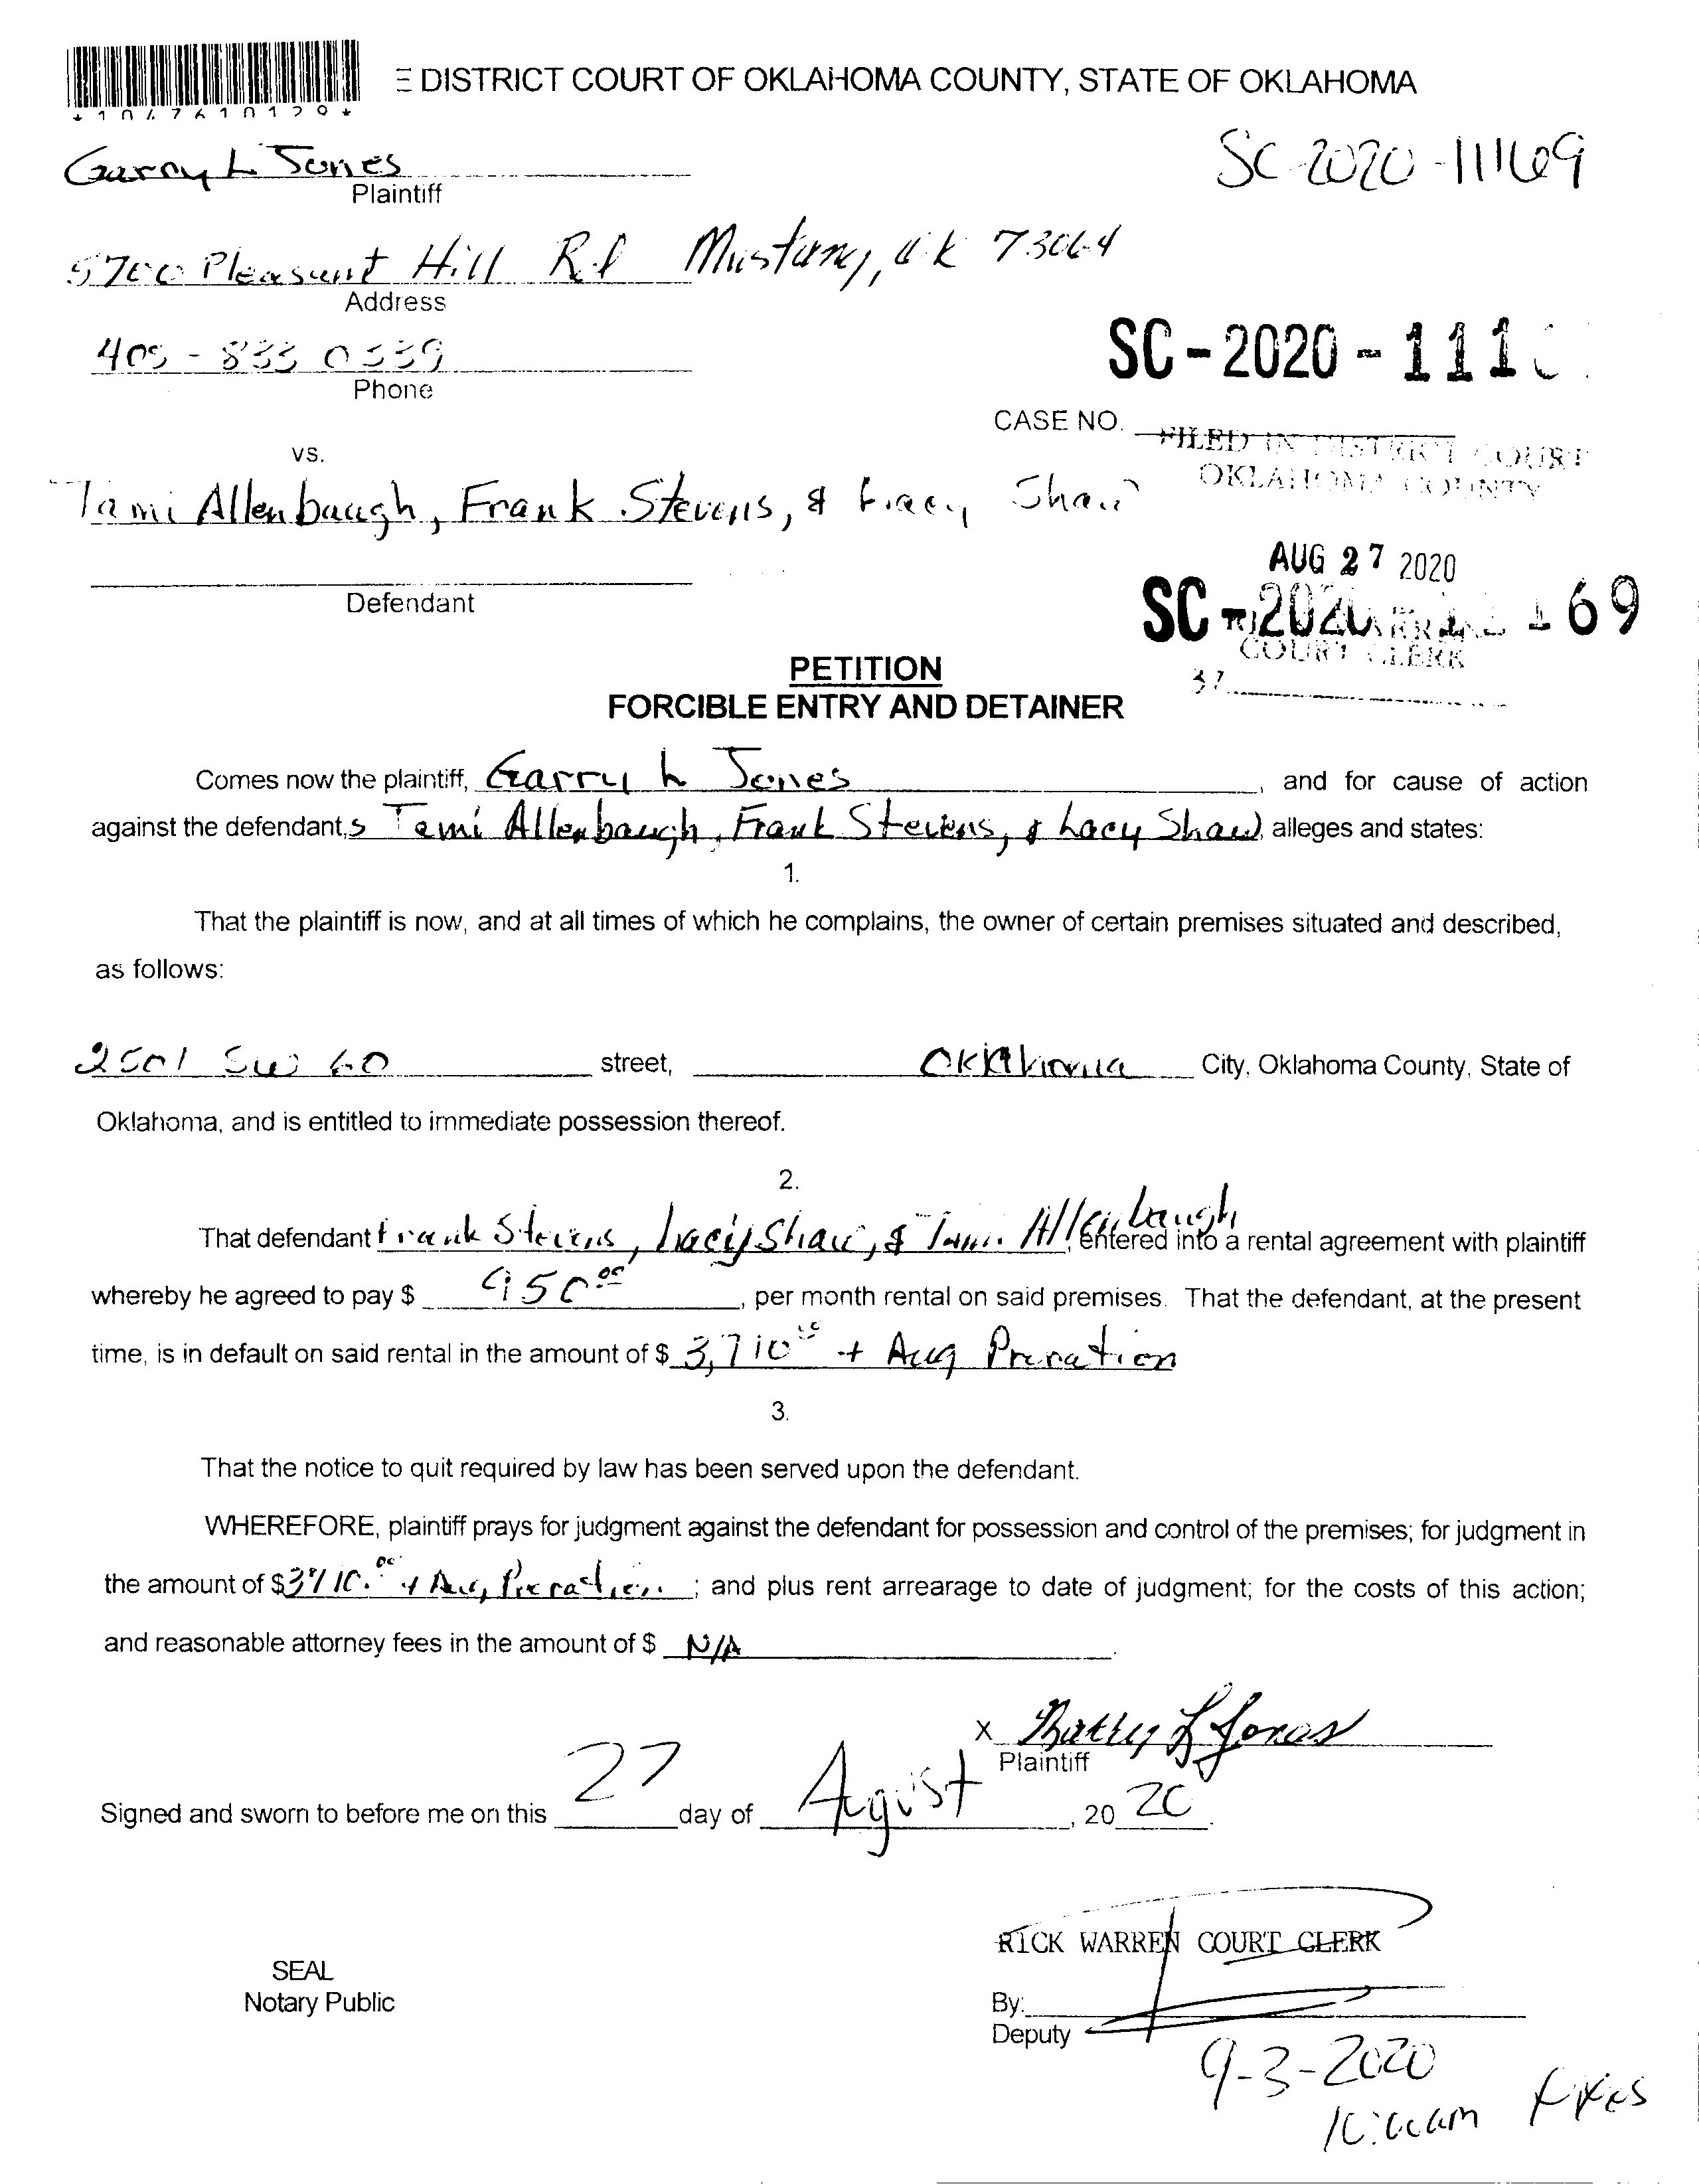 DISTRICT COURT OF OKLAHOMA COUNTY, STATE OF OKLAHOMA
Garry L Jones
SC-2020-11169
Plaintiff
5700 Pleasant Hill Rd Mustang, ok 73064
Address
SC-2020-111
405-833 0339
Phone
CASE NO.
FILED IN DISTRICT COURT
OKLAHOMA COUNTY
vs.
Tami Allenbaugh, Frank Stevens, & Shaw
AUG 27 2020
Defendant
SC-2020 69
COURT CLERK
37
PETITION
FORCIBLE ENTRY AND DETAINER
Comes now the plaintiff, Garry L Jones, and for cause of action
against the defendant,s Tami Allenbaugh, Frank Stevens, & Lacy Shaw, alleges and states:
1.
That the plaintiff is now, and at all times of which he complains, the owner of certain premises situated and described,
as follows:
2501 SW 60 street, Oklahoma City, Oklahoma County, State of
Oklahoma, and is entitled to immediate possession thereof.
2.
That defendant Frank Stevens, Lacy Shaw, & Tami Allenbaugh, entered into a rental agreement with plaintiff
whereby he agreed to pay $ 950.00, per month rental on said premises. That the defendant, at the present
time, is in default on said rental in the amount of $ 3,710.00 + Aug Proration
3.
That the notice to quit required by law has been served upon the defendant.
WHEREFORE, plaintiff prays for judgment against the defendant for possession and control of the premises; for judgment in
the amount of $3710.00 + Aug Proration; and plus rent arrearage to date of judgment; for the costs of this action;
and reasonable attorney fees in the amount of $ N/A.
X Garry L Jones
Plaintiff
Signed and sworn to before me on this 27 day of Agust, 20 20.
RICK WARREN COURT CLERK
SEAL
Notary Public
By:
Deputy
9-3-2020
10:00am